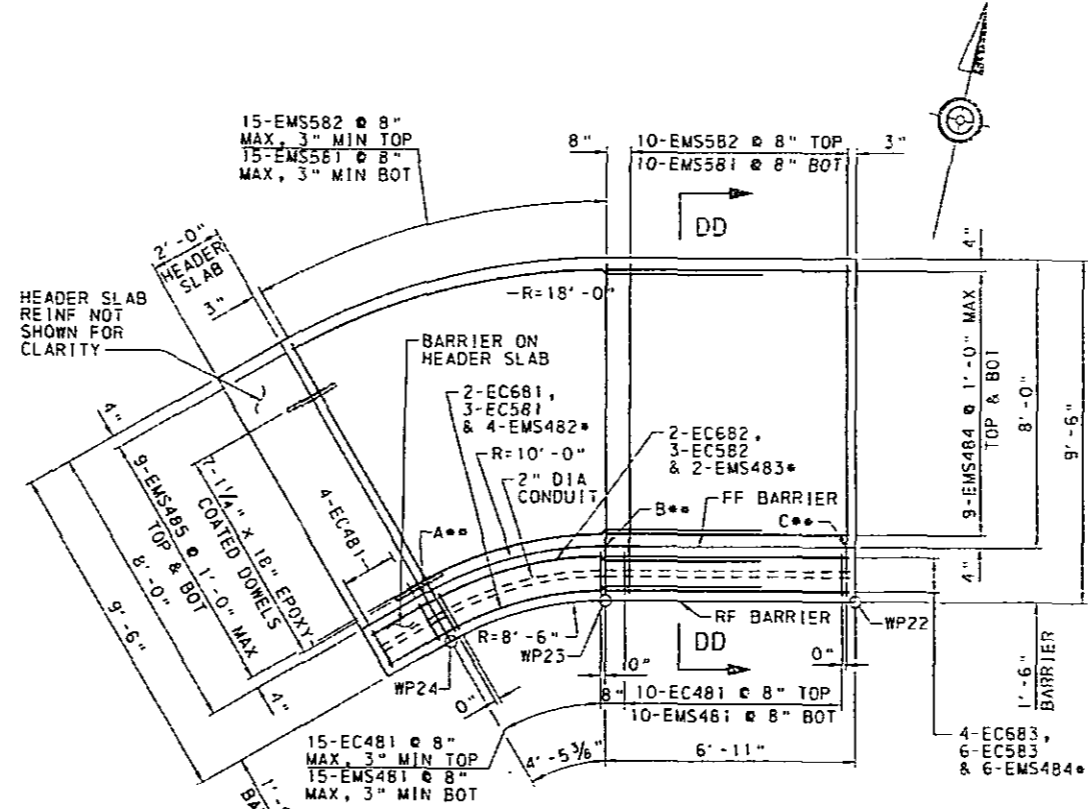 15-EMS582 @ 8"
MAX, 3" MIN TOP
15-EMS581 @ 8"
MAX, 3" MIN BOT
8"
10-EMS582 @ 8" TOP
10-EMS581 @ 8" BOT
3"
DD
2'-0"
HEADER
SLAB
3"
HEADER SLAB
REINF NOT
SHOWN FOR
CLARITY
R=18'-0"
BARRIER ON
HEADER SLAB
2-EC681,
3-EC581
& 4-EMS482*
R=10'-0"
2" DIA
CONDUIT
2-EC682,
3-EC582
& 2-EMS483*
FF BARRIER
4"
9-EMS484 @ 1'-0" MAX
TOP & BOT
8'-0"
9'-6"
4"
4"
9-EMS485 @ 1'-0" MAX
TOP & BOT
8'-0"
9'-6"
7-1¼" x 18" EPOXY
COATED DOWELS
4-EC481
A**
B**
C**
R=8'-6"
WP23
RF BARRIER
WP22
DD
WP24
0"
0"
0"
4"
8"
10-EC481 @ 8" TOP
10-EMS481 @ 8" BOT
1'-6"
BARRIER
15-EC481 @ 8"
MAX, 3" MIN TOP
15-EMS481 @ 8"
MAX, 3" MIN BOT
4'-5⅜"
6'-11"
4-EC683,
6-EC583
& 6-EMS484*